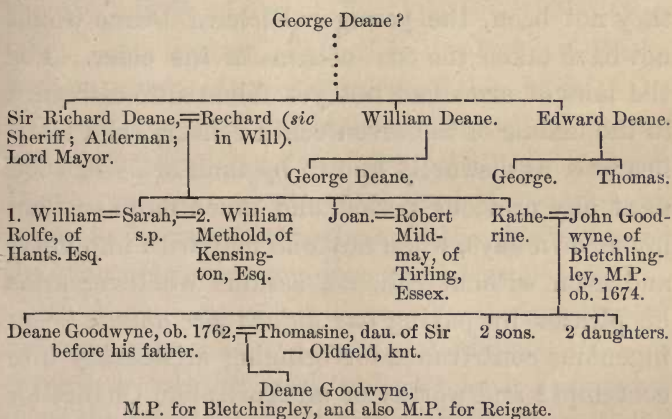 George Deane?
Sir Richard Deane,=Rechard (sic William Deane. Edward Deane.
Sheriff; Alderman; in Will).
Lord Mayor.
George Deane. George. Thomas.
1. William=Sarah,=2. William Joan.=Robert Kathe-=John Good-
Rolfe, of s.p. Methold, of Mild- rine. wyne, of
Hants. Esq. Kensing- may, of Bletchling-
ton, Esq. Tirling, ley, M.P.
Essex. ob. 1674.
Deane Goodwyne, ob. 1762,=Thomasine, dau. of Sir 2 sons. 2 daughters.
before his father. — Oldfield, knt.
Deane Goodwyne,
M.P. for Bletchingley, and also M.P. for Reigate.